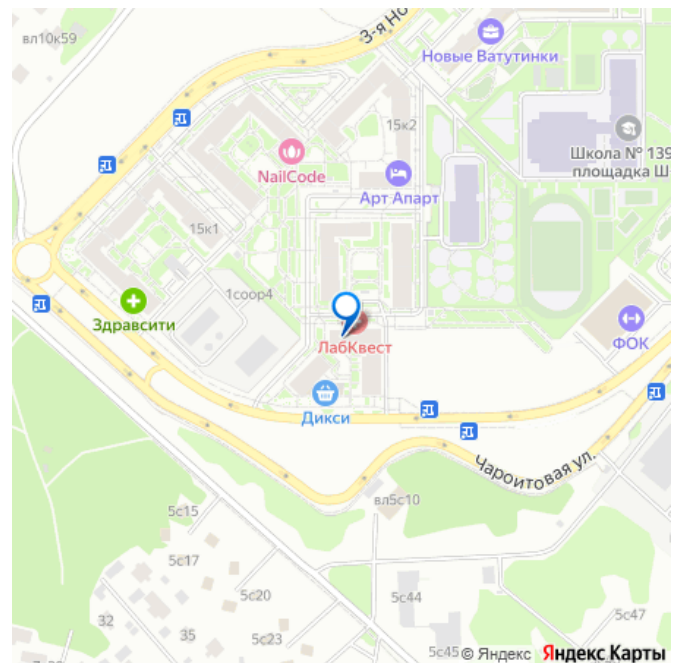 вл10к59
3-я Но
Новые Ватутинки
15к2
Школа № 139
площадка Ш
NailCode
Арт Апарт
15к1
1соор4
Здравсити
ЛабКвест
ФОК
Дикси
Чароитовая ул.
вл5с10
5с15
5с17
5с20
5с44
32
35
5с23
5с47
5с45
© Яндекс Яндекс Карты